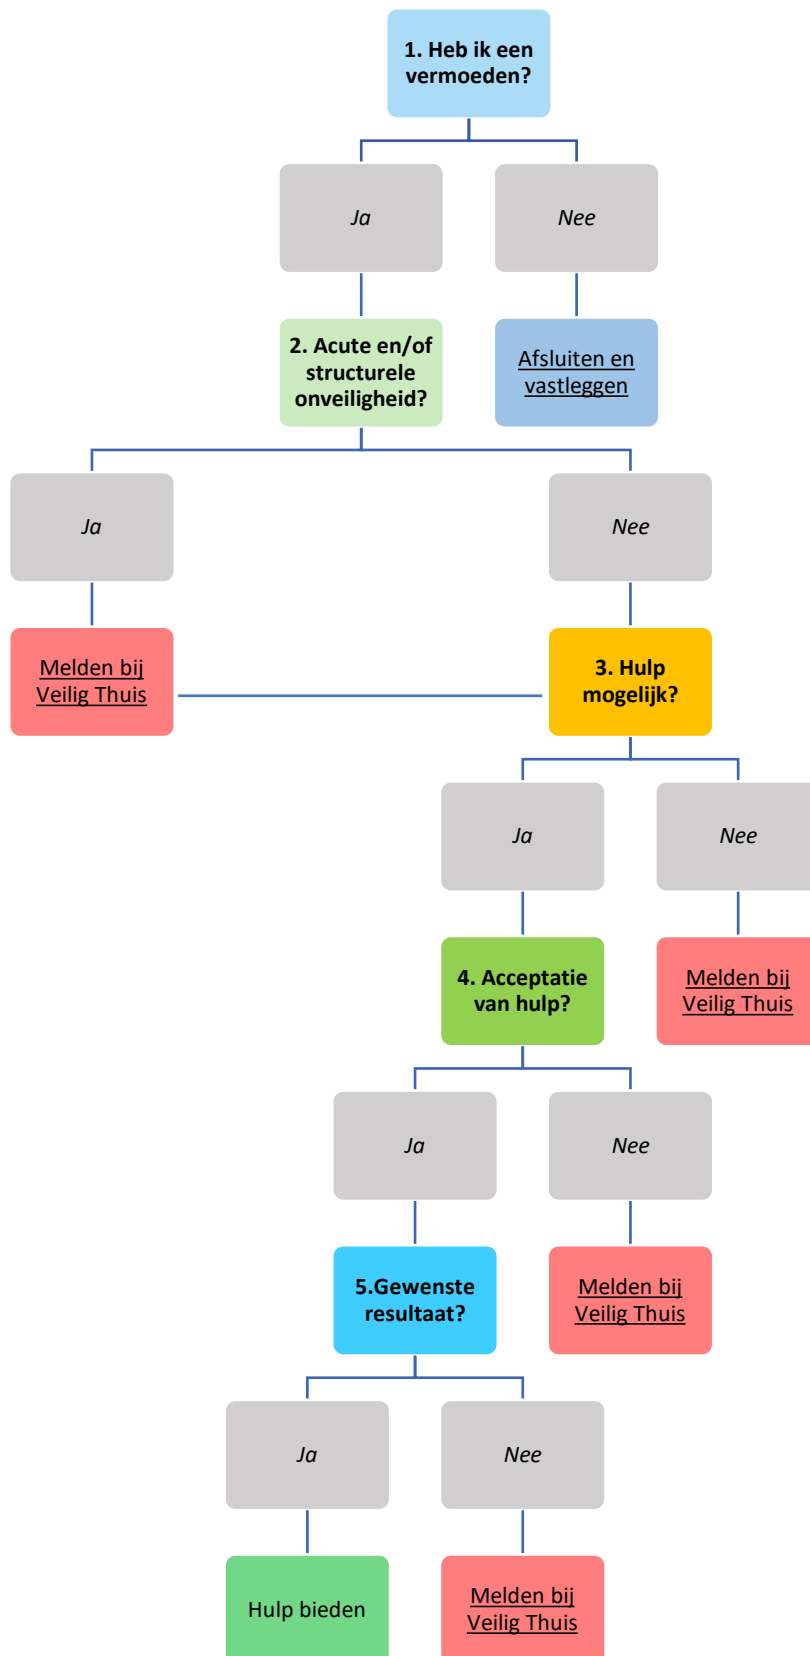 1. Heb ik een
vermoeden?
Ja
Nee
2. Acute en/of
structurele
onveiligheid?
Afsluiten en
vastleggen
Ja
Nee
Melden bij
Veilig Thuis
3. Hulp
mogelijk?
Ja
Nee
4. Acceptatie
van hulp?
Melden bij
Veilig Thuis
Ja
Nee
5.Gewenste
resultaat?
Melden bij
Veilig Thuis
Ja
Nee
Hulp bieden
Melden bij
Veilig Thuis